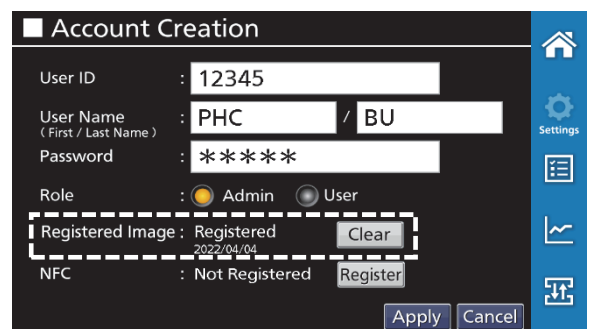 Account Creation
User ID : 12345
User Name : PHC / BU
( First / Last Name )
Password : *****
Role : Admin User
Registered Image : Registered Clear
2022/04/04
NFC : Not Registered Register
Apply Cancel
Settings